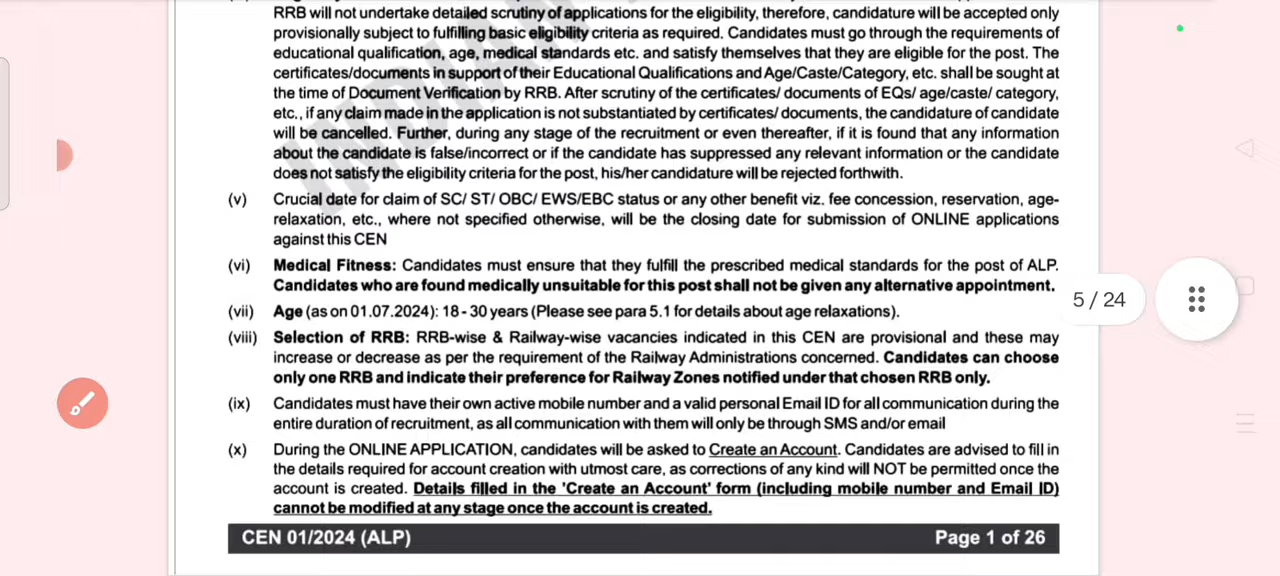 RRB will not undertake detailed scrutiny of applications for the eligibility, therefore, candidature will be accepted only
provisionally subject to fulfilling basic eligibility criteria as required. Candidates must go through the requirements of
educational qualification, age, medical standards etc. and satisfy themselves that they are eligible for the post. The
certificates/documents in support of their Educational Qualifications and Age/Caste/Category, etc. shall be sought at
the time of Document Verification by RRB. After scrutiny of the certificates/ documents of EQs/ age/caste/ category,
etc., if any claim made in the application is not substantiated by certificates/ documents, the candidature of candidate
will be cancelled. Further, during any stage of the recruitment or even thereafter, if it is found that any information
about the candidate is false/incorrect or if the candidate has suppressed any relevant information or the candidate
does not satisfy the eligibility criteria for the post, his/her candidature will be rejected forthwith.
(v) Crucial date for claim of SC/ ST/ OBC/ EWS/EBC status or any other benefit viz. fee concession, reservation, age-
relaxation, etc., where not specified otherwise, will be the closing date for submission of ONLINE applications
against this CEN
(vi) Medical Fitness: Candidates must ensure that they fulfill the prescribed medical standards for the post of ALP.
Candidates who are found medically unsuitable for this post shall not be given any alternative appointment.
(vii) Age (as on 01.07.2024): 18 - 30 years (Please see para 5.1 for details about age relaxations).
(viii) Selection of RRB: RRB-wise & Railway-wise vacancies indicated in this CEN are provisional and these may
increase or decrease as per the requirement of the Railway Administrations concerned. Candidates can choose
only one RRB and indicate their preference for Railway Zones notified under that chosen RRB only.
(ix) Candidates must have their own active mobile number and a valid personal Email ID for all communication during the
entire duration of recruitment, as all communication with them will only be through SMS and/or email
(x) During the ONLINE APPLICATION, candidates will be asked to Create an Account. Candidates are advised to fill in
the details required for account creation with utmost care, as corrections of any kind will NOT be permitted once the
account is created. Details filled in the 'Create an Account' form (including mobile number and Email ID)
cannot be modified at any stage once the account is created.
CEN 01/2024 (ALP) Page 1 of 26
5 / 24
INDIAN